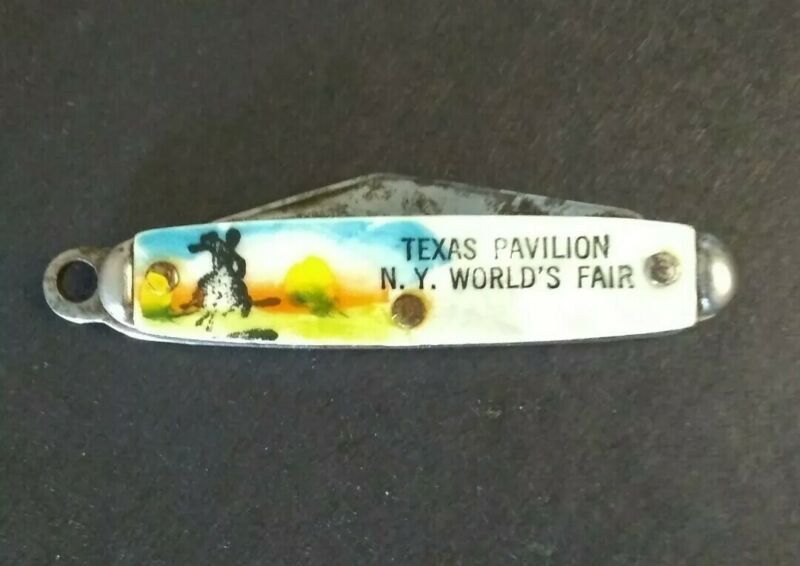 TEXAS PAVILION
N. Y. WORLD'S FAIR